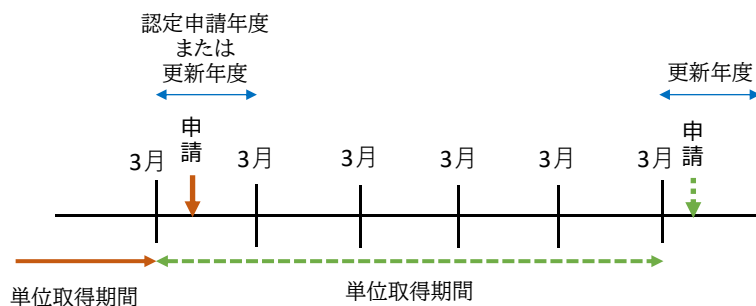 認定申請年度
または
更新年度
更新年度
申請
申請
3月
3月
3月
3月
3月
3月
単位取得期間
単位取得期間